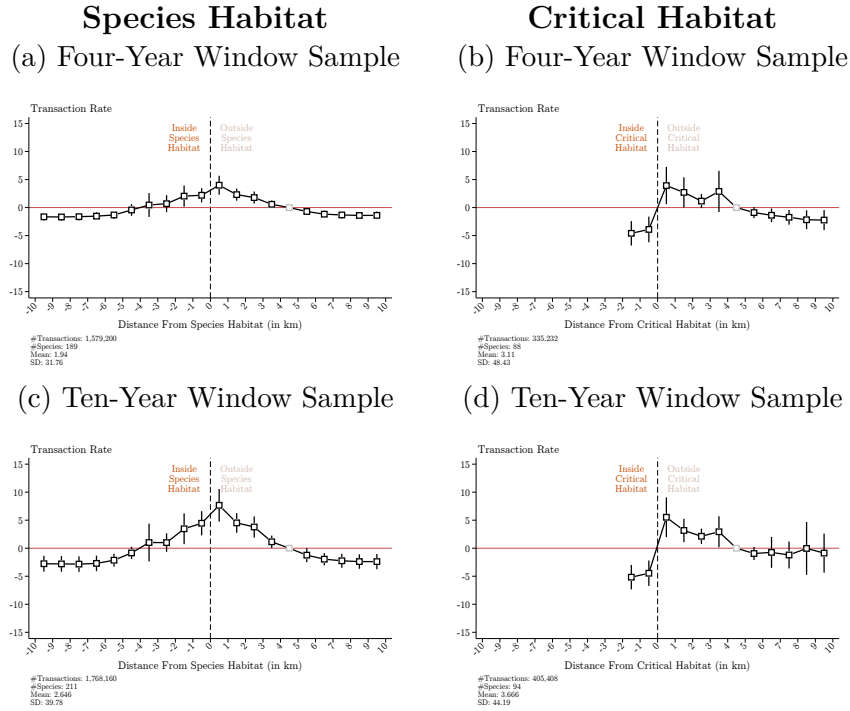 Species Habitat
Critical Habitat
(a) Four-Year Window Sample
(b) Four-Year Window Sample
Transaction Rate
15
10
5
0
-5
-10
-15
Inside
Species
Habitat
Outside
Species
Habitat
-10 -9 -8 -7 -6 -5 -4 -3 -2 -1 0 1 2 3 4 5 6 7 8 9 10
Distance From Species Habitat (in km)
#Transactions: 1,579,200
#Species: 189
Mean: 1.94
SD: 31.76
Transaction Rate
15
10
5
0
-5
-10
-15
Inside
Critical
Habitat
Outside
Critical
Habitat
-10 -9 -8 -7 -6 -5 -4 -3 -2 -1 0 1 2 3 4 5 6 7 8 9 10
Distance From Critical Habitat (in km)
#Transactions: 335,232
#Species: 88
Mean: 3.11
SD: 48.43
(c) Ten-Year Window Sample
(d) Ten-Year Window Sample
Transaction Rate
15
10
5
0
-5
-10
-15
Inside
Species
Habitat
Outside
Species
Habitat
-10 -9 -8 -7 -6 -5 -4 -3 -2 -1 0 1 2 3 4 5 6 7 8 9 10
Distance From Species Habitat (in km)
#Transactions: 1,768,160
#Species: 211
Mean: 2.646
SD: 39.78
Transaction Rate
15
10
5
0
-5
-10
-15
Inside
Critical
Habitat
Outside
Critical
Habitat
-10 -9 -8 -7 -6 -5 -4 -3 -2 -1 0 1 2 3 4 5 6 7 8 9 10
Distance From Critical Habitat (in km)
#Transactions: 405,408
#Species: 94
Mean: 3.666
SD: 44.19